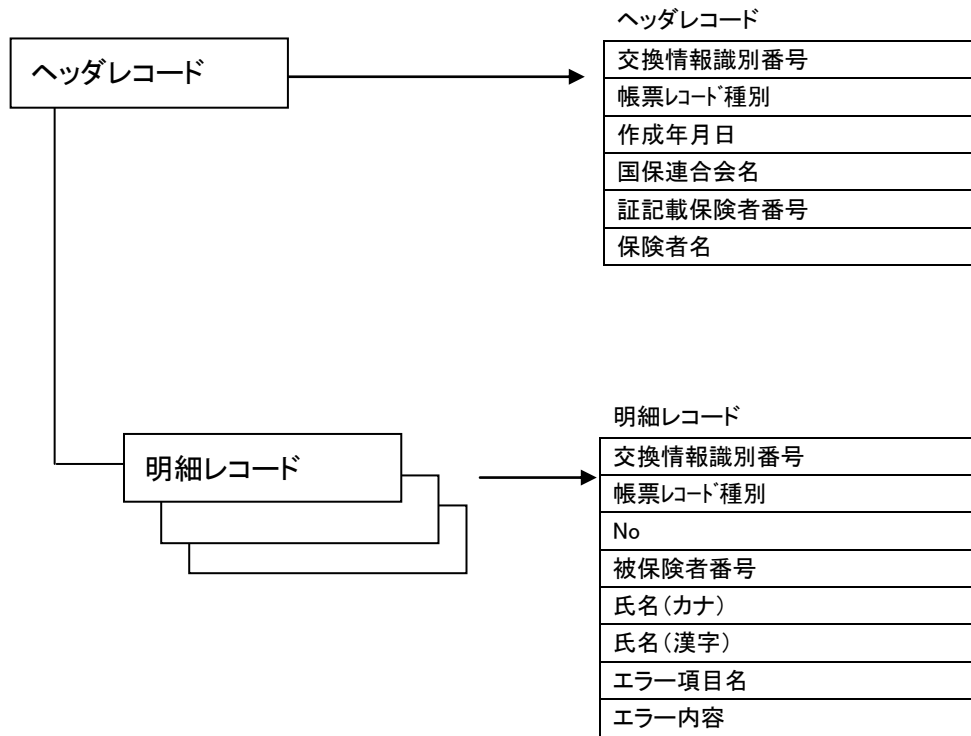 ヘッダレコード
ヘッダレコード
交換情報識別番号
帳票ﾚｺｰﾄﾞ種別
作成年月日
国保連合会名
証記載保険者番号
保険者名
明細レコード
明細レコード
交換情報識別番号
帳票ﾚｺｰﾄﾞ種別
No
被保険者番号
氏名(カナ)
氏名(漢字)
エラー項目名
エラー内容